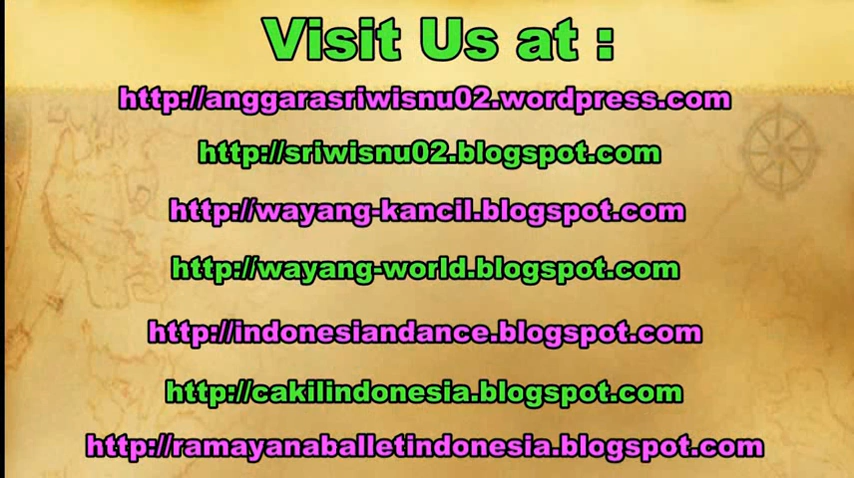 Visit Us at :
http://anggarasriwisnu02.wordpress.com
http://sriwisnu02.blogspot.com
http://wayang-kancil.blogspot.com
http://wayang-world.blogspot.com
http://indonesiandance.blogspot.com
http://cakilindonesia.blogspot.com
http://ramayanaballetindonesia.blogspot.com